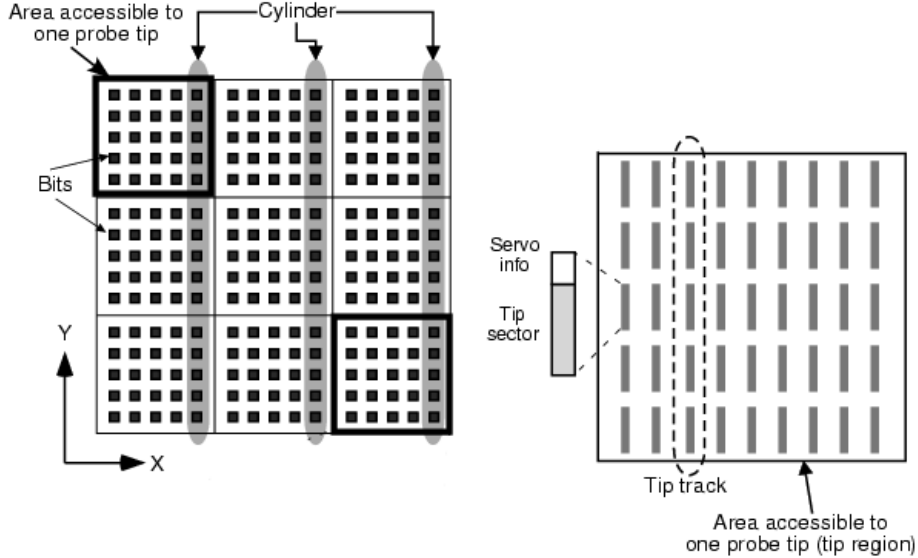 Area accessible to
one probe tip
Cylinder
Bits
Y
X
Servo
info
Tip
sector
Tip track
Area accessible to
one probe tip (tip region)